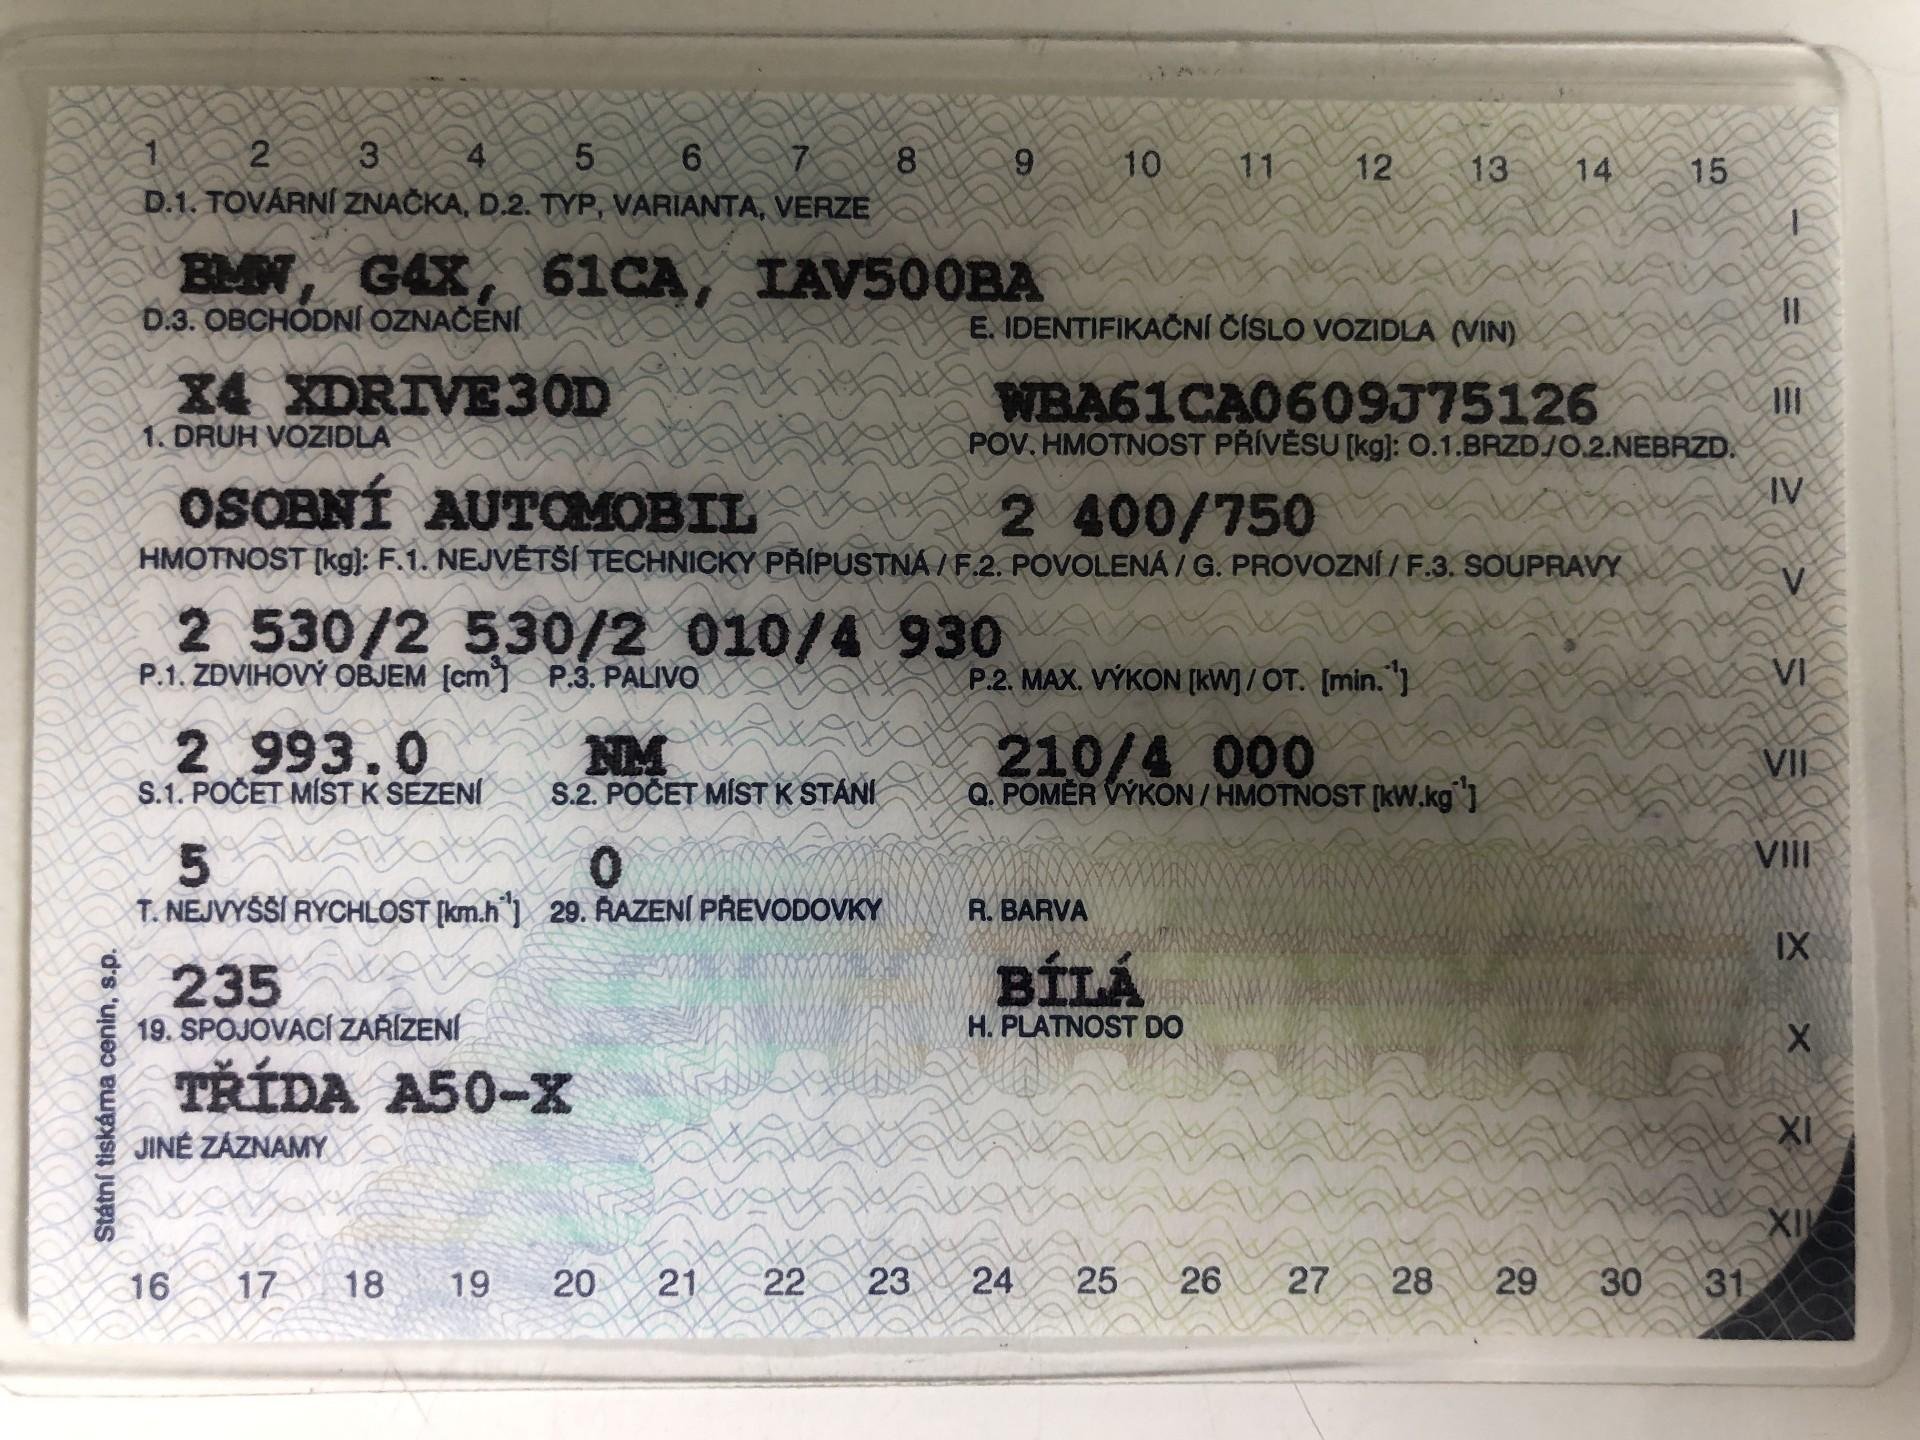 1 2 3 4 5 6 7 8 9 10 11 12 13 14 15
D.1. TOVÁRNÍ ZNAČKA, D.2. TYP, VARIANTA, VERZE
I
BMW, G4X, 61CA, IAV500BA
D.3. OBCHODNÍ OZNAČENÍ E. IDENTIFIKAČNÍ ČÍSLO VOZIDLA (VIN)
II
X4 XDRIVE30D WBA61CA0609J75126
III
1. DRUH VOZIDLA POV. HMOTNOST PŘÍVĚSU [kg]: O.1.BRZD./O.2.NEBRZD.
OSOBNÍ AUTOMOBIL 2 400/750
IV
HMOTNOST [kg]: F.1. NEJVĚTŠÍ TECHNICKY PŘÍPUSTNÁ / F.2. POVOLENÁ / G. PROVOZNÍ / F.3. SOUPRAVY
V
2 530/2 530/2 010/4 930
P.1. ZDVIHOVÝ OBJEM [cm³] P.3. PALIVO P.2. MAX. VÝKON [kW] / OT. [min.⁻¹]
VI
2 993.0 NM 210/4 000
VII
S.1. POČET MÍST K SEZENÍ S.2. POČET MÍST K STÁNÍ Q. POMĚR VÝKON / HMOTNOST [kW.kg⁻¹]
5 0
VIII
T. NEJVYŠŠÍ RYCHLOST [km.h⁻¹] 29. ŘAZENÍ PŘEVODOVKY R. BARVA
IX
235 BÍLÁ
19. SPOJOVACÍ ZAŘÍZENÍ H. PLATNOST DO
X
TŘÍDA A50-X
XI
JINÉ ZÁZNAMY
XII
Státní tiskárna cenin, s.p.
16 17 18 19 20 21 22 23 24 25 26 27 28 29 30 31